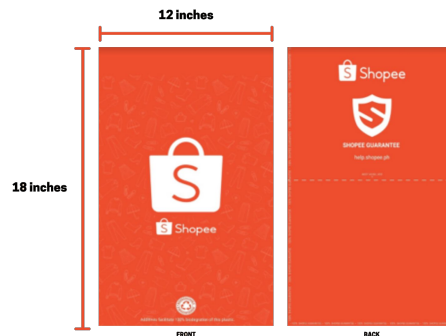 12 inches
18 inches
S
S Shopee
FRONT
S Shopee
S
SHOPEE GUARANTEE
help.shopee.ph
BACK